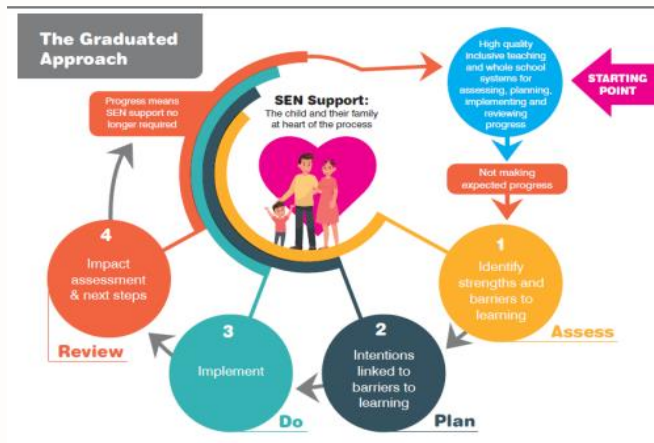 The Graduated
Approach
High quality
inclusive teaching
and whole school
systems for
assessing, planning,
implementing and
reviewing
progress
STARTING
POINT
Progress means
SEN support no
longer required
SEN Support:
The child and their family
at heart of the process
Not making
expected progress
1
Identify
strengths and
barriers to
learning
Assess
2
Intentions
linked to
barriers to
learning
Plan
3
Implement
Do
4
Impact
assessment
& next steps
Review